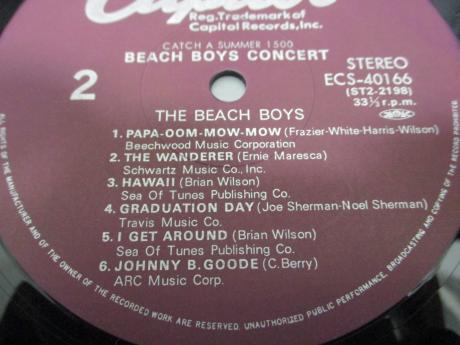 Capitol
Reg. Trademark of
Capitol Records, Inc.
CATCH A SUMMER 1500
BEACH BOYS CONCERT
2
STEREO
ECS-40166
(ST2-2198)
33⅓ r.p.m.
THE BEACH BOYS
1. PAPA-OOM-MOW-MOW (Frazier-White-Harris-Wilson)
Beechwood Music Corporation
2. THE WANDERER (Ernie Maresca)
Schwartz Music Co., Inc.
3. HAWAII (Brian Wilson)
Sea Of Tunes Publishing Co.
4. GRADUATION DAY (Joe Sherman-Noel Sherman)
Travis Music Co.
5. I GET AROUND (Brian Wilson)
Sea Of Tunes Publishing Co.
6. JOHNNY B. GOODE (C. Berry)
ARC Music Corp.
ALL RIGHTS OF THE MANUFACTURER AND OF THE OWNER OF THE RECORDED WORK ARE RESERVED. UNAUTHORIZED PUBLIC PERFORMANCE, BROADCASTING AND COPYING OF THE RECORD PROHIBITED